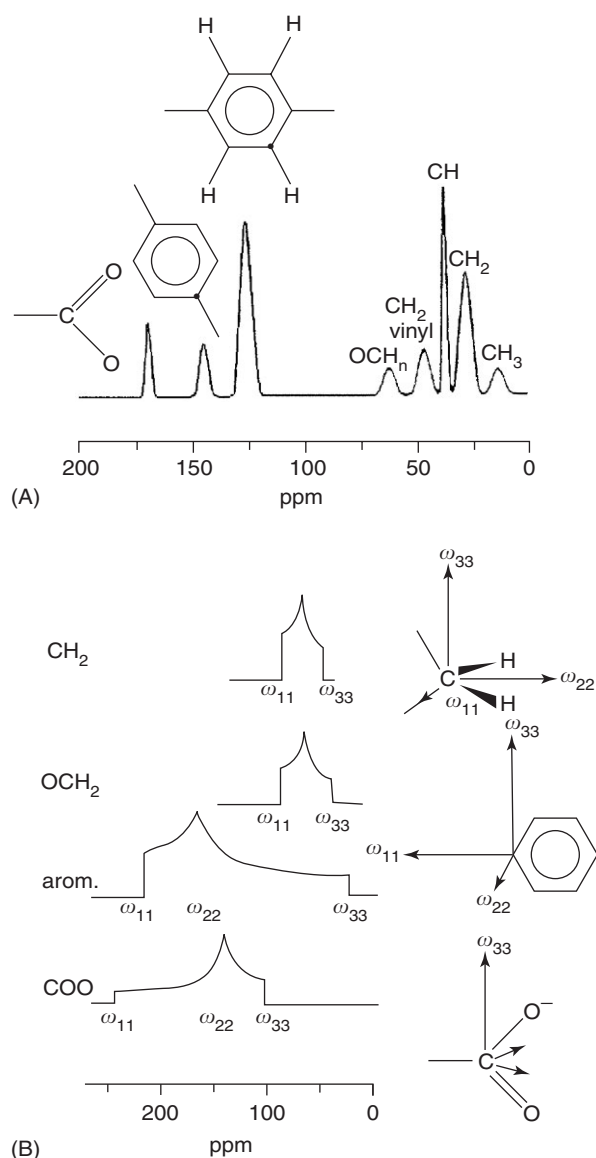 H H
H H
O
C
O
OCHₙ
CH₂
vinyl
CH
CH₂
CH₃
200 150 100 50 0
ppm
(A)
CH₂
ω₁₁ ω₃₃
ω₃₃
C
H
H
ω₂₂
ω₁₁
OCH₂
ω₁₁ ω₃₃
arom.
ω₁₁ ω₂₂ ω₃₃
ω₃₃
ω₁₁
ω₂₂
COO
ω₁₁ ω₂₂ ω₃₃
ω₃₃
O⁻
C
O
200 100 0
ppm
(B)